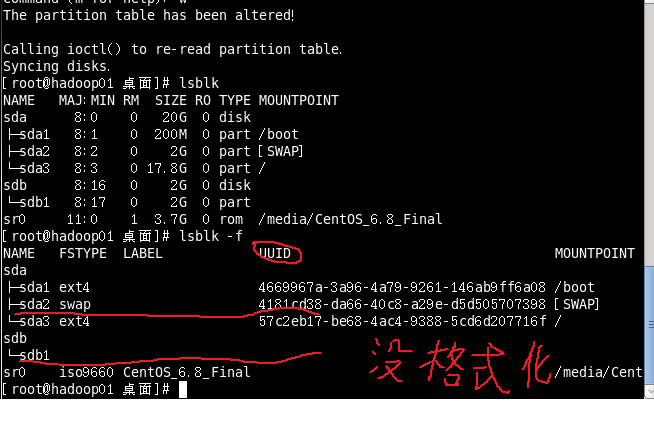 Command (m for help): w
The partition table has been altered!
Calling ioctl() to re-read partition table.
Syncing disks.
[root@hadoop01 桌面]# lsblk
NAME MAJ:MIN RM SIZE RO TYPE MOUNTPOINT
sda 8:0 0 20G 0 disk
├─sda1 8:1 0 200M 0 part /boot
├─sda2 8:2 0 2G 0 part [SWAP]
└─sda3 8:3 0 17.8G 0 part /
sdb 8:16 0 2G 0 disk
└─sdb1 8:17 0 2G 0 part
sr0 11:0 1 3.7G 0 rom /media/CentOS_6.8_Final
[root@hadoop01 桌面]# lsblk -f
NAME FSTYPE LABEL UUID MOUNTPOINT
sda
├─sda1 ext4 4669967a-3a96-4a79-9261-146ab9ff6a08 /boot
├─sda2 swap 4181cd38-da66-40c8-a29e-d5d505707398 [SWAP]
└─sda3 ext4 57c2eb17-be68-4ac4-9388-5cd6d207716f /
sdb
└─sdb1
没格式化
sr0 iso9660 CentOS_6.8_Final /media/Cent
[root@hadoop01 桌面]#